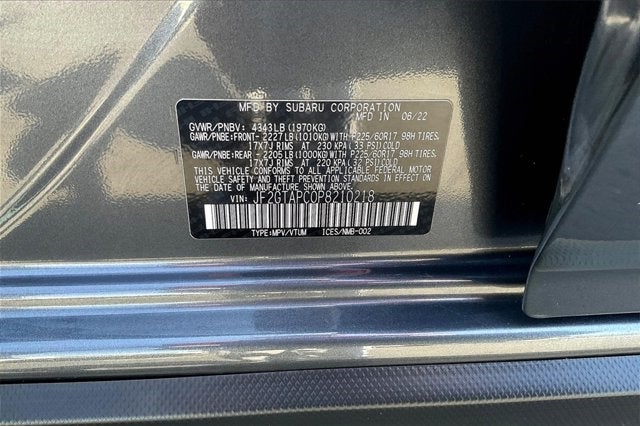 MFD BY SUBARU CORPORATION
MFD IN 06/22
GVWR/PNBV: 4343LB(1970KG)
GAWR/PNBE:FRONT- 2227LB(1010KG)WITH P225/60R17 98H TIRES,
17X7J RIMS AT 230 KPA(33 PSI)COLD
GAWR/PNBE:REAR - 2205LB(1000KG)WITH P225/60R17 98H TIRES,
17X7J RIMS AT 220 KPA(32 PSI)COLD
THIS VEHICLE CONFORMS TO ALL APPLICABLE FEDERAL MOTOR
VEHICLE SAFETY STANDARDS IN EFFECT ON THE DATE OF
MANUFACTURE SHOWN ABOVE.
VIN: JF2GTAPC0P8210218
TYPE:MPV/VTUM ICES/NMB-002